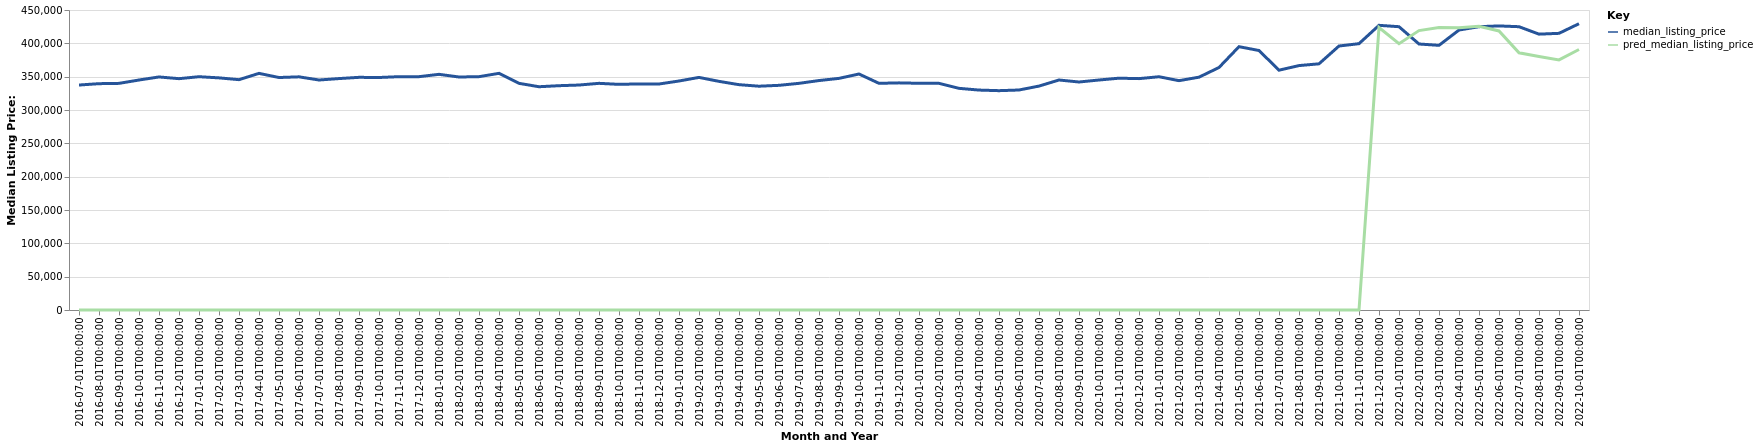 Median Listing Price:
450,000
400,000
350,000
300,000
250,000
200,000
150,000
100,000
50,000
0
2016-07-01T00:00:00
2016-08-01T00:00:00
2016-09-01T00:00:00
2016-10-01T00:00:00
2016-11-01T00:00:00
2016-12-01T00:00:00
2017-01-01T00:00:00
2017-02-01T00:00:00
2017-03-01T00:00:00
2017-04-01T00:00:00
2017-05-01T00:00:00
2017-06-01T00:00:00
2017-07-01T00:00:00
2017-08-01T00:00:00
2017-09-01T00:00:00
2017-10-01T00:00:00
2017-11-01T00:00:00
2017-12-01T00:00:00
2018-01-01T00:00:00
2018-02-01T00:00:00
2018-03-01T00:00:00
2018-04-01T00:00:00
2018-05-01T00:00:00
2018-06-01T00:00:00
2018-07-01T00:00:00
2018-08-01T00:00:00
2018-09-01T00:00:00
2018-10-01T00:00:00
2018-11-01T00:00:00
2018-12-01T00:00:00
2019-01-01T00:00:00
2019-02-01T00:00:00
2019-03-01T00:00:00
2019-04-01T00:00:00
2019-05-01T00:00:00
2019-06-01T00:00:00
2019-07-01T00:00:00
2019-08-01T00:00:00
2019-09-01T00:00:00
2019-10-01T00:00:00
2019-11-01T00:00:00
2019-12-01T00:00:00
2020-01-01T00:00:00
2020-02-01T00:00:00
2020-03-01T00:00:00
2020-04-01T00:00:00
2020-05-01T00:00:00
2020-06-01T00:00:00
2020-07-01T00:00:00
2020-08-01T00:00:00
2020-09-01T00:00:00
2020-10-01T00:00:00
2020-11-01T00:00:00
2020-12-01T00:00:00
2021-01-01T00:00:00
2021-02-01T00:00:00
2021-03-01T00:00:00
2021-04-01T00:00:00
2021-05-01T00:00:00
2021-06-01T00:00:00
2021-07-01T00:00:00
2021-08-01T00:00:00
2021-09-01T00:00:00
2021-10-01T00:00:00
2021-11-01T00:00:00
2021-12-01T00:00:00
2022-01-01T00:00:00
2022-02-01T00:00:00
2022-03-01T00:00:00
2022-04-01T00:00:00
2022-05-01T00:00:00
2022-06-01T00:00:00
2022-07-01T00:00:00
2022-08-01T00:00:00
2022-09-01T00:00:00
2022-10-01T00:00:00
Month and Year
Key
median_listing_price
pred_median_listing_price